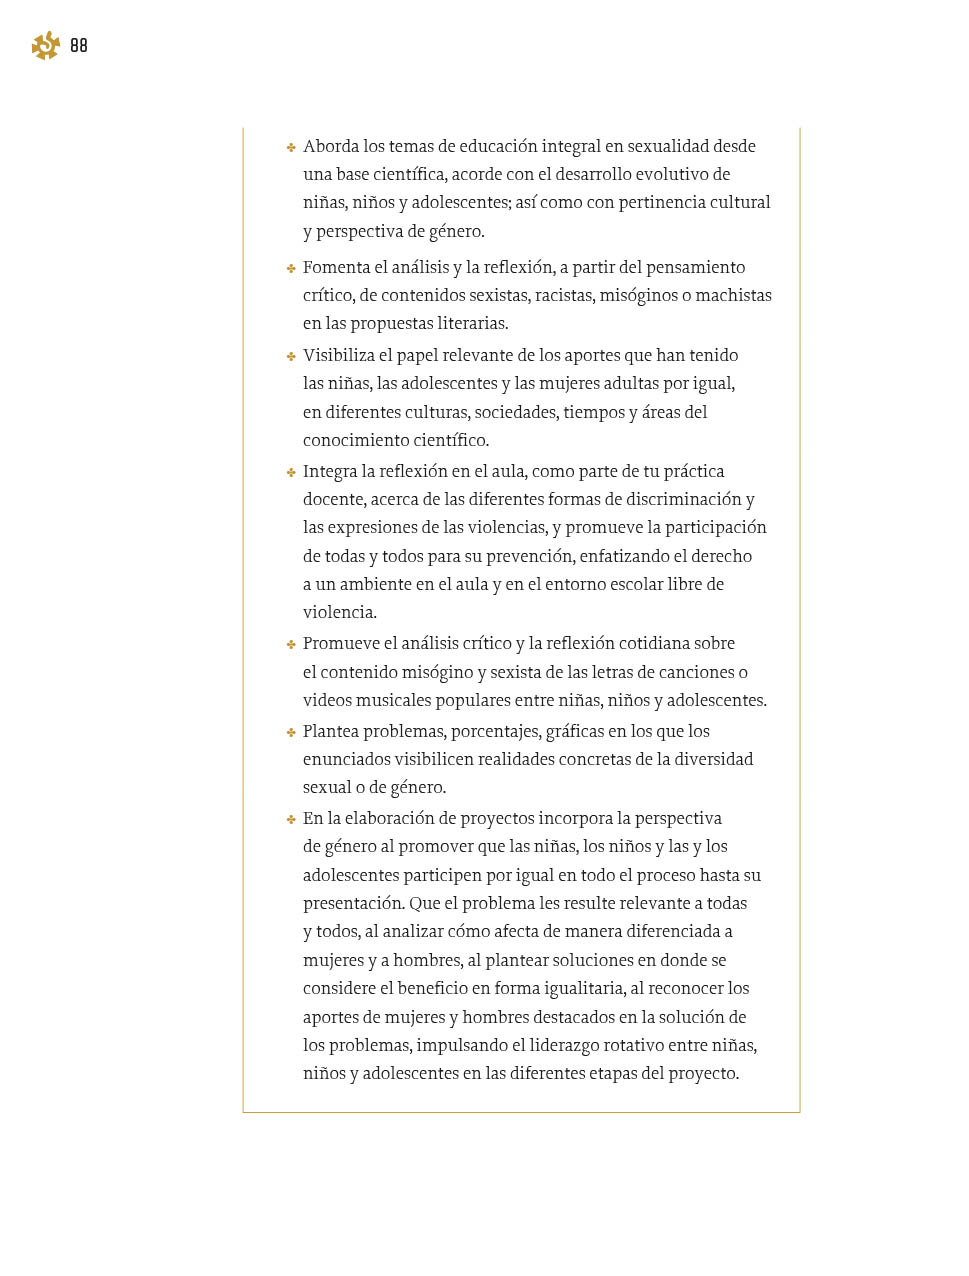 88
✤ Aborda los temas de educación integral en sexualidad desde
una base científica, acorde con el desarrollo evolutivo de
niñas, niños y adolescentes; así como con pertinencia cultural
y perspectiva de género.
✤ Fomenta el análisis y la reflexión, a partir del pensamiento
crítico, de contenidos sexistas, racistas, misóginos o machistas
en las propuestas literarias.
✤ Visibiliza el papel relevante de los aportes que han tenido
las niñas, las adolescentes y las mujeres adultas por igual,
en diferentes culturas, sociedades, tiempos y áreas del
conocimiento científico.
✤ Integra la reflexión en el aula, como parte de tu práctica
docente, acerca de las diferentes formas de discriminación y
las expresiones de las violencias, y promueve la participación
de todas y todos para su prevención, enfatizando el derecho
a un ambiente en el aula y en el entorno escolar libre de
violencia.
✤ Promueve el análisis crítico y la reflexión cotidiana sobre
el contenido misógino y sexista de las letras de canciones o
videos musicales populares entre niñas, niños y adolescentes.
✤ Plantea problemas, porcentajes, gráficas en los que los
enunciados visibilicen realidades concretas de la diversidad
sexual o de género.
✤ En la elaboración de proyectos incorpora la perspectiva
de género al promover que las niñas, los niños y las y los
adolescentes participen por igual en todo el proceso hasta su
presentación. Que el problema les resulte relevante a todas
y todos, al analizar cómo afecta de manera diferenciada a
mujeres y a hombres, al plantear soluciones en donde se
considere el beneficio en forma igualitaria, al reconocer los
aportes de mujeres y hombres destacados en la solución de
los problemas, impulsando el liderazgo rotativo entre niñas,
niños y adolescentes en las diferentes etapas del proyecto.